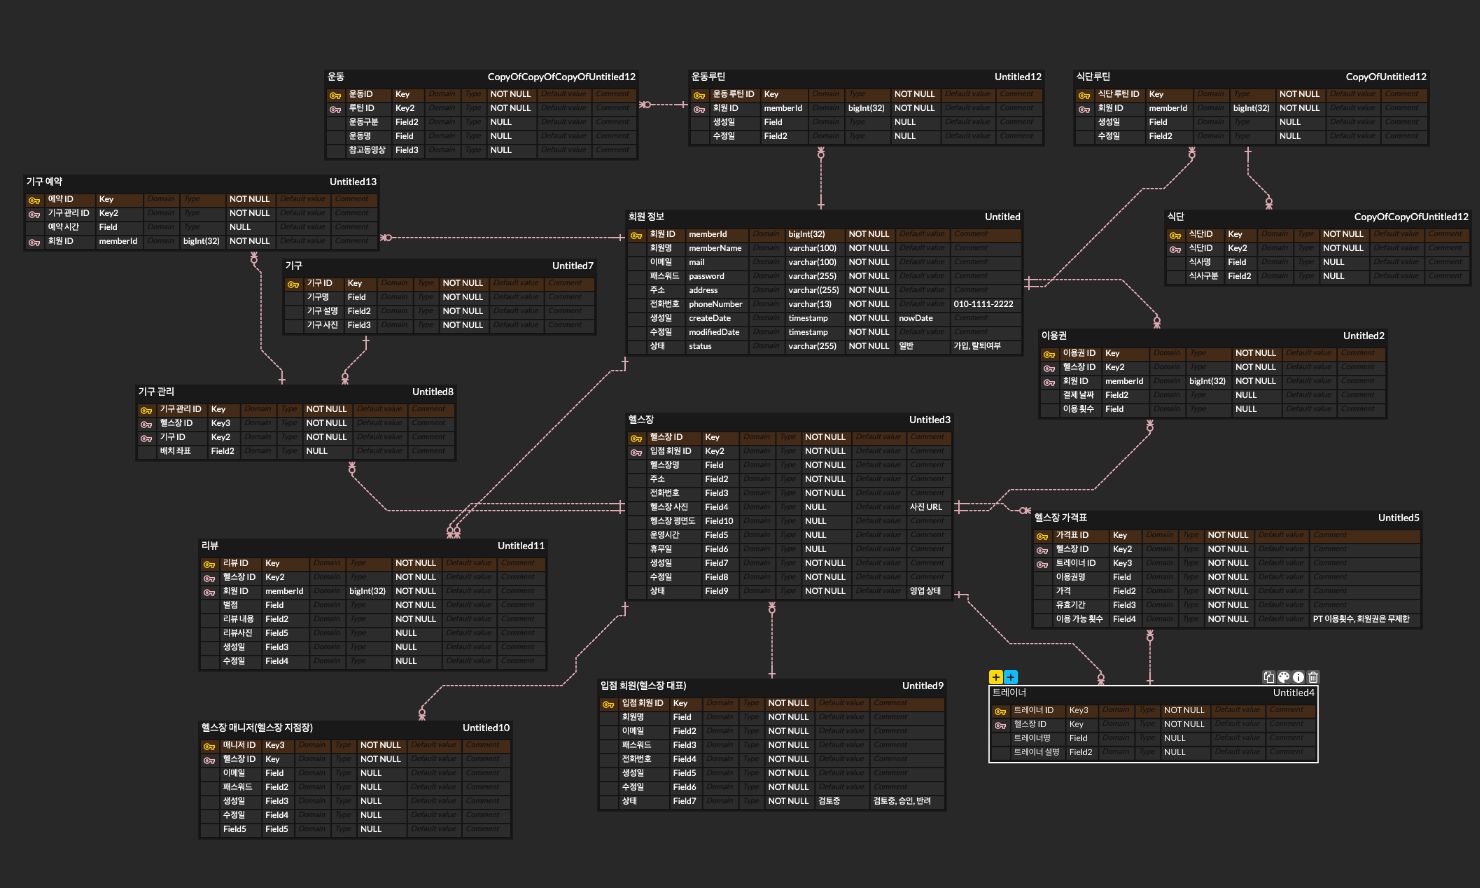 운동 CopyOfCopyOfCopyOfUntitled12
운동ID Key Domain Type NOT NULL Default value Comment
루틴 ID Key2 Domain Type NOT NULL Default value Comment
운동구분 Field2 Domain Type NULL Default value Comment
운동명 Field Domain Type NULL Default value Comment
참고동영상 Field3 Domain Type NULL Default value Comment
운동루틴 Untitled12
운동 루틴 ID Key Domain Type NOT NULL Default value Comment
회원 ID memberId Domain bigInt(32) NOT NULL Default value Comment
생성일 Field Domain Type NULL Default value Comment
수정일 Field2 Domain Type NULL Default value Comment
식단루틴 CopyOfUntitled12
식단 루틴 ID Key Domain Type NOT NULL Default value Comment
회원 ID memberId Domain bigInt(32) NOT NULL Default value Comment
생성일 Field Domain Type NULL Default value Comment
수정일 Field2 Domain Type NULL Default value Comment
기구 예약 Untitled13
예약 ID Key Domain Type NOT NULL Default value Comment
기구 관리 ID Key2 Domain Type NOT NULL Default value Comment
예약 시간 Field Domain Type NULL Default value Comment
회원 ID memberId Domain bigInt(32) NOT NULL Default value Comment
회원 정보 Untitled
회원 ID memberId Domain bigInt(32) NOT NULL Default value Comment
회원명 memberName Domain varchar(100) NOT NULL Default value Comment
이메일 mail Domain varchar(100) NOT NULL Default value Comment
패스워드 password Domain varchar(255) NOT NULL Default value Comment
주소 address Domain varchar((255) NOT NULL Default value Comment
전화번호 phoneNumber Domain varchar(13) NOT NULL Default value 010-1111-2222
생성일 createDate Domain timestamp NOT NULL nowDate Comment
수정일 modifiedDate Domain timestamp NOT NULL Default value Comment
상태 status Domain varchar(255) NOT NULL 일반 가입, 탈퇴여부
식단 CopyOfCopyOfUntitled12
식단ID Key Domain Type NOT NULL Default value Comment
식단ID Key2 Domain Type NOT NULL Default value Comment
식사명 Field Domain Type NULL Default value Comment
식사구분 Field2 Domain Type NULL Default value Comment
기구 Untitled7
기구 ID Key Domain Type NOT NULL Default value Comment
기구명 Field Domain Type NOT NULL Default value Comment
기구 설명 Field2 Domain Type NOT NULL Default value Comment
기구 사진 Field3 Domain Type NOT NULL Default value Comment
이용권 Untitled2
이용권 ID Key Domain Type NOT NULL Default value Comment
헬스장 ID Key2 Domain Type NOT NULL Default value Comment
회원 ID memberId Domain bigInt(32) NOT NULL Default value Comment
결제 날짜 Field2 Domain Type NULL Default value Comment
이용 횟수 Field Domain Type NULL Default value Comment
기구 관리 Untitled8
기구 관리 ID Key Domain Type NOT NULL Default value Comment
헬스장 ID Key3 Domain Type NOT NULL Default value Comment
기구 ID Key2 Domain Type NOT NULL Default value Comment
배치 좌표 Field2 Domain Type NULL Default value Comment
헬스장 Untitled3
헬스장 ID Key Domain Type NOT NULL Default value Comment
입점 회원 ID Key2 Domain Type NOT NULL Default value Comment
헬스장명 Field Domain Type NOT NULL Default value Comment
주소 Field2 Domain Type NOT NULL Default value Comment
전화번호 Field3 Domain Type NOT NULL Default value Comment
헬스장 사진 Field4 Domain Type NULL Default value 사진 URL
헹스장 평면도 Field10 Domain Type NULL Default value Comment
운영시간 Field5 Domain Type NULL Default value Comment
휴무일 Field6 Domain Type NULL Default value Comment
생성일 Field7 Domain Type NOT NULL Default value Comment
수정일 Field8 Domain Type NOT NULL Default value Comment
상태 Field9 Domain Type NOT NULL Default value 영업 상태
헬스장 가격표 Untitled5
가격표 ID Key Domain Type NOT NULL Default value Comment
헬스장 ID Key2 Domain Type NOT NULL Default value Comment
트레이너 ID Key3 Domain Type NOT NULL Default value Comment
이용권명 Field Domain Type NOT NULL Default value Comment
가격 Field2 Domain Type NOT NULL Default value Comment
유효기간 Field3 Domain Type NOT NULL Default value Comment
이용 가능 횟수 Field4 Domain Type NOT NULL Default value PT 이용횟수, 회원권은 무제한
리뷰 Untitled11
리뷰 ID Key Domain Type NOT NULL Default value Comment
헬스장 ID Key2 Domain Type NOT NULL Default value Comment
회원 ID memberId Domain bigInt(32) NOT NULL Default value Comment
별점 Field Domain Type NOT NULL Default value Comment
리뷰 내용 Field2 Domain Type NOT NULL Default value Comment
리뷰사진 Field5 Domain Type NULL Default value Comment
생성일 Field3 Domain Type NULL Default value Comment
수정일 Field4 Domain Type NULL Default value Comment
입점 회원(헬스장 대표) Untitled9
입점 회원 ID Key Domain Type NOT NULL Default value Comment
회원명 Field Domain Type NOT NULL Default value Comment
이메일 Field2 Domain Type NOT NULL Default value Comment
패스워드 Field3 Domain Type NOT NULL Default value Comment
전화번호 Field4 Domain Type NOT NULL Default value Comment
생성일 Field5 Domain Type NOT NULL Default value Comment
수정일 Field6 Domain Type NOT NULL Default value Comment
상태 Field7 Domain Type NOT NULL 검토중 검토중, 승인, 반려
트레이너 Untitled4
트레이너 ID Key3 Domain Type NOT NULL Default value Comment
헬스장 ID Key Domain Type NOT NULL Default value Comment
트레이너명 Field Domain Type NULL Default value Comment
트레이너 설명 Field2 Domain Type NULL Default value Comment
헬스장 매니저(헬스장 지점장) Untitled10
매니저 ID Key3 Domain Type NOT NULL Default value Comment
헬스장 ID Key Domain Type NOT NULL Default value Comment
이메일 Field Domain Type NULL Default value Comment
패스워드 Field2 Domain Type NULL Default value Comment
생성일 Field3 Domain Type NULL Default value Comment
수정일 Field4 Domain Type NULL Default value Comment
Field5 Field5 Domain Type NULL Default value Comment